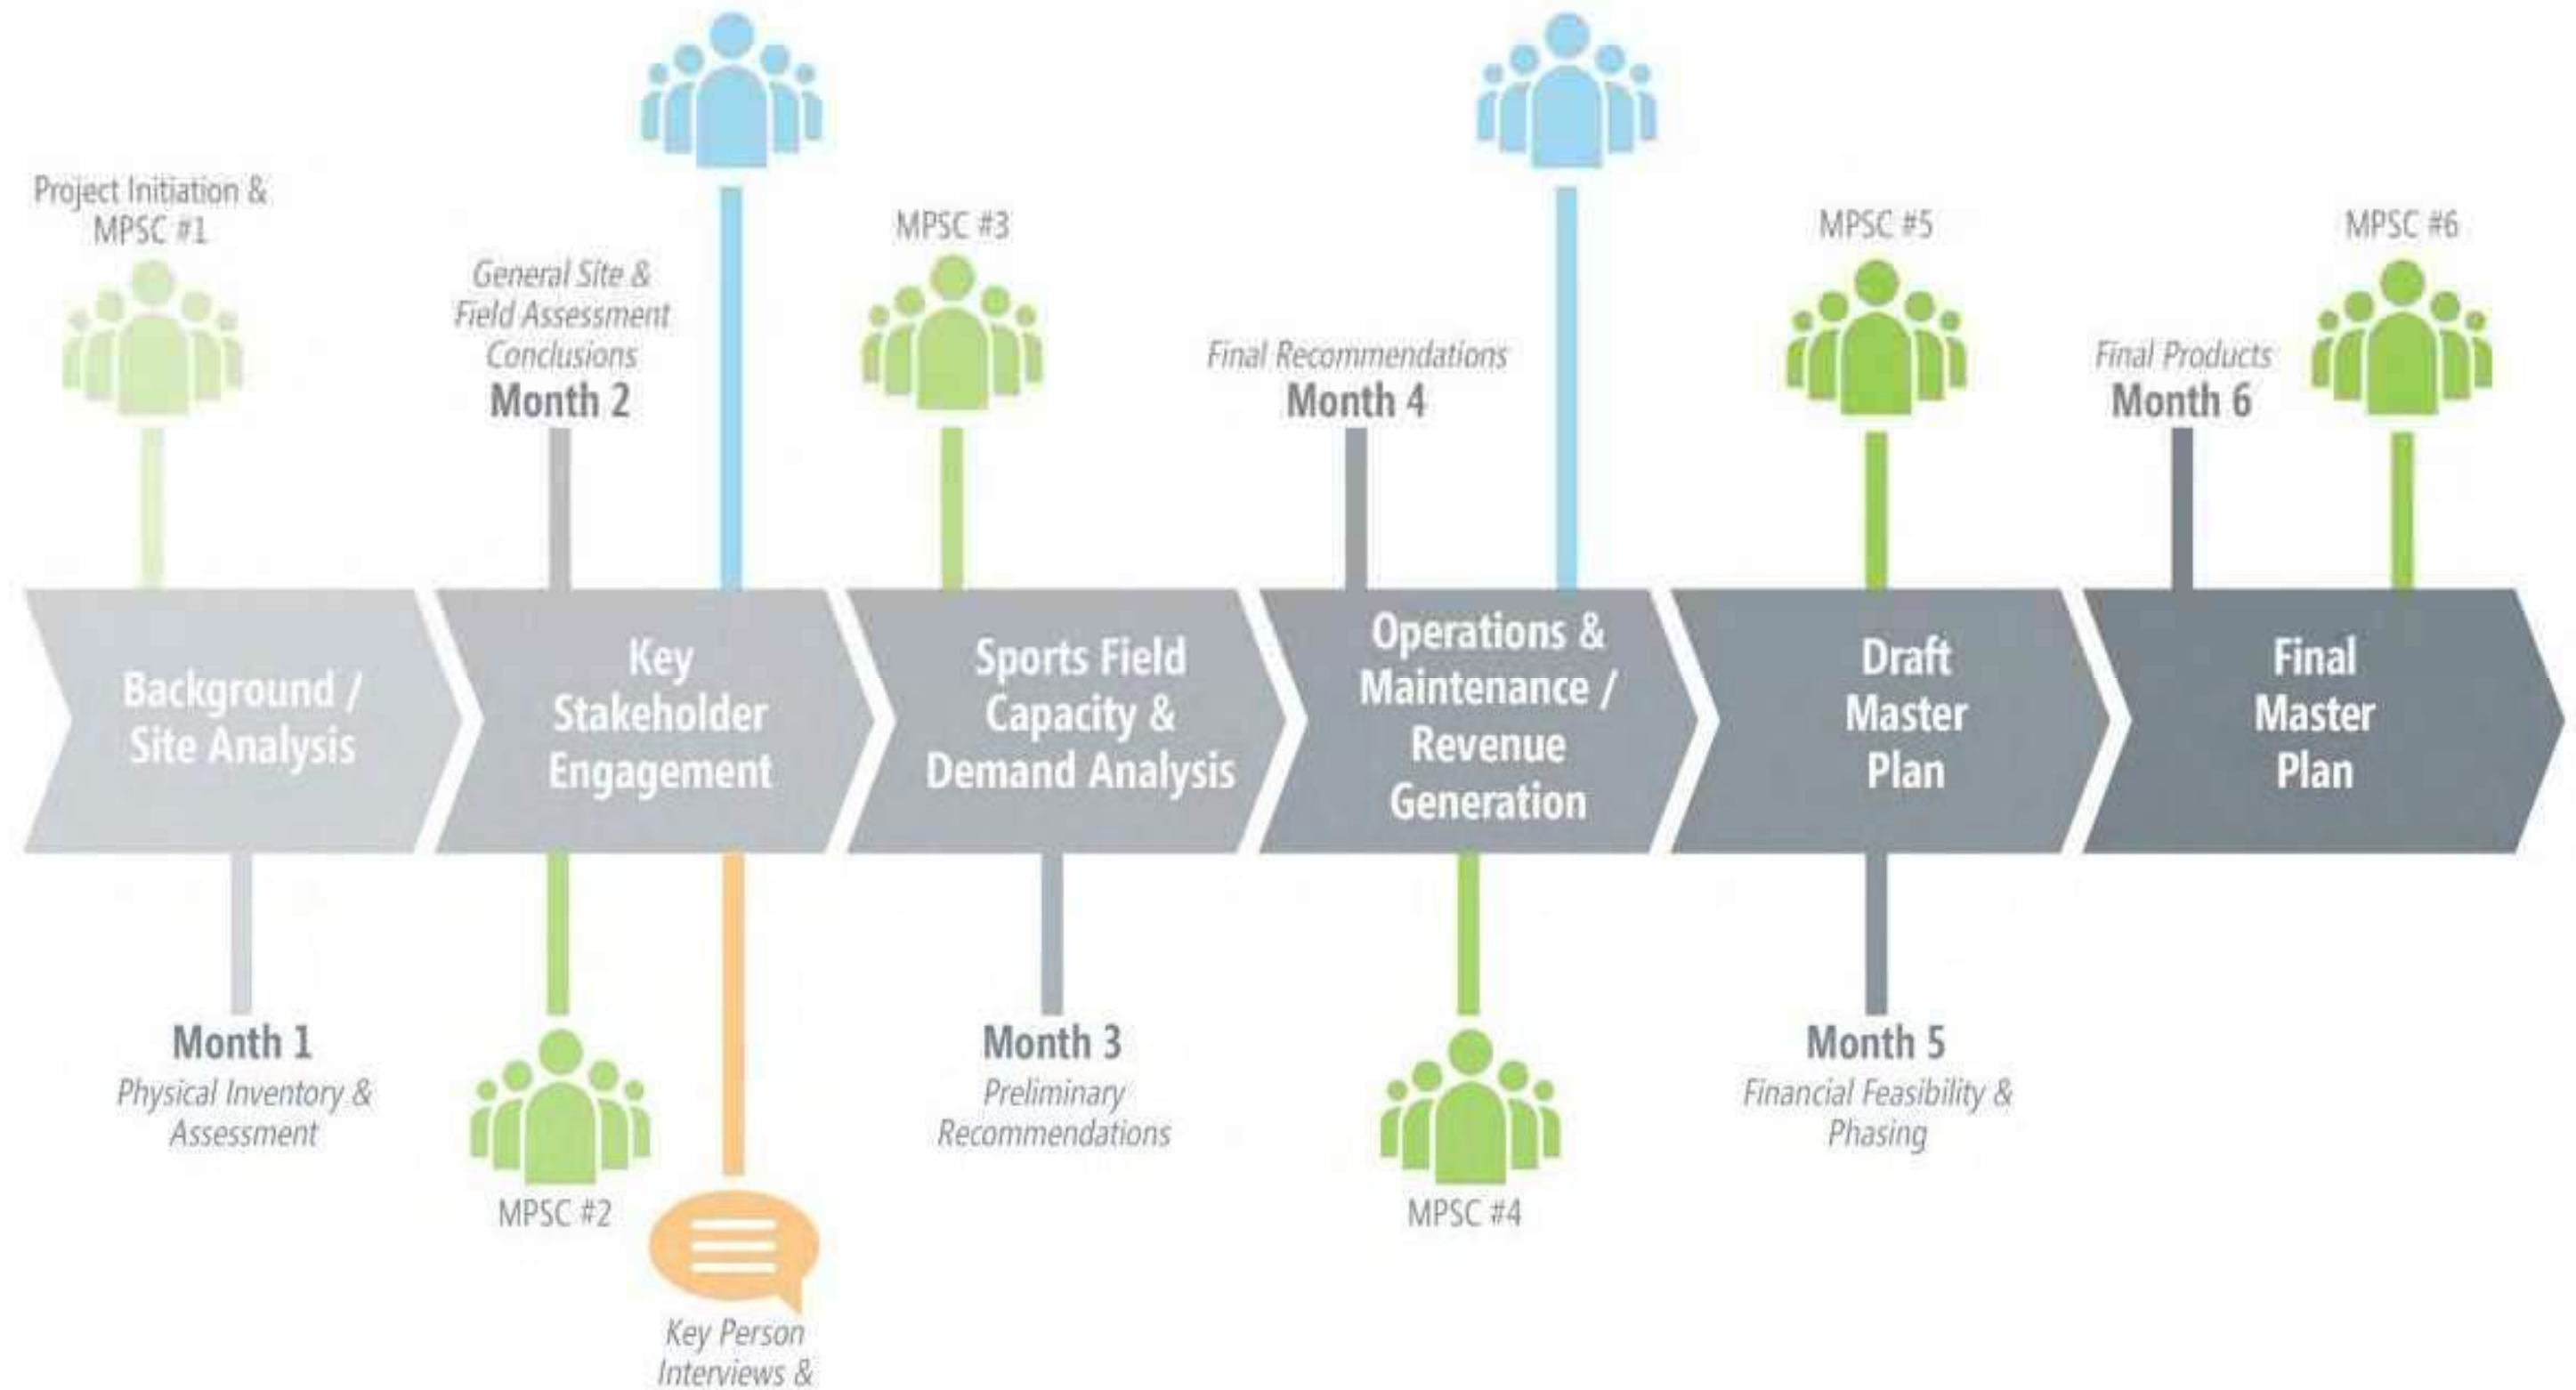 Project Initiation &
MPSC #1
General Site &
Field Assessment
Conclusions
Month 2
MPSC #3
Final Recommendations
Month 4
MPSC #5
Final Products
Month 6
MPSC #6
Background /
Site Analysis
Key
Stakeholder
Engagement
Sports Field
Capacity &
Demand Analysis
Operations &
Maintenance /
Revenue
Generation
Draft
Master
Plan
Final
Master
Plan
Month 1
Physical Inventory &
Assessment
MPSC #2
Key Person
Interviews &
Month 3
Preliminary
Recommendations
MPSC #4
Month 5
Financial Feasibility &
Phasing